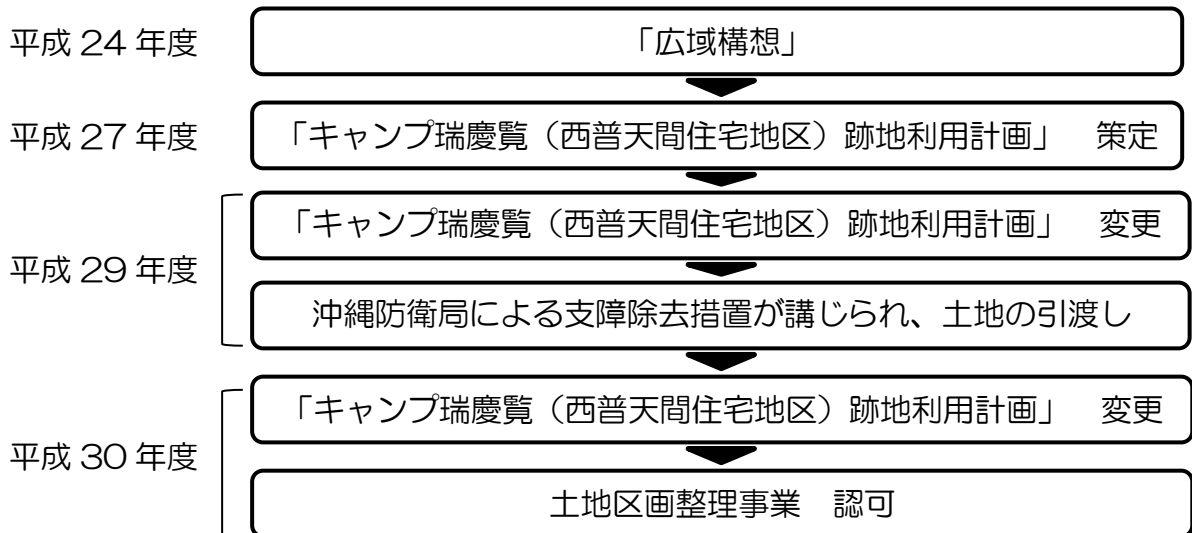 平成 24 年度
「広域構想」
平成 27 年度
「キャンプ瑞慶覧（西普天間住宅地区）跡地利用計画」　策定
平成 29 年度
「キャンプ瑞慶覧（西普天間住宅地区）跡地利用計画」　変更
沖縄防衛局による支障除去措置が講じられ、土地の引渡し
平成 30 年度
「キャンプ瑞慶覧（西普天間住宅地区）跡地利用計画」　変更
土地区画整理事業　認可